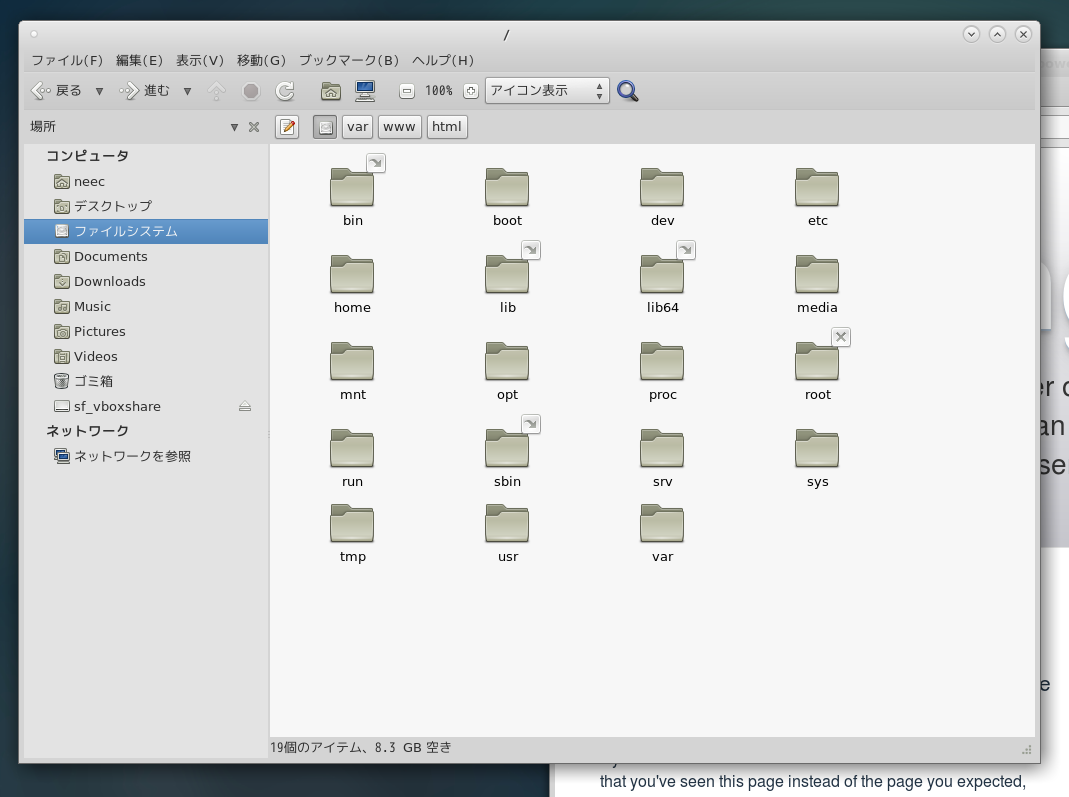 /
ファイル(F) 編集(E) 表示(V) 移動(G) ブックマーク(B) ヘルプ(H)
戻る 進む 100% アイコン表示
場所 var www html
コンピュータ
neec
デスクトップ
ファイルシステム
Documents
Downloads
Music
Pictures
Videos
ゴミ箱
sf_vboxshare
ネットワーク
ネットワークを参照
bin boot dev etc
home lib lib64 media
mnt opt proc root
run sbin srv sys
tmp usr var
19個のアイテム、8.3 GB 空き
that you've seen this page instead of the page you expected,